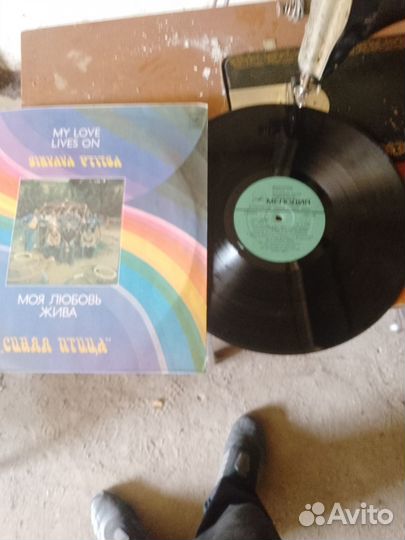 MY LOVE
LIVES ON
SINYAYA PTITSA
МОЯ ЛЮБОВЬ
ЖИВА
„СИНЯЯ ПТИЦА"
МЕЛОДИЯ
Avito